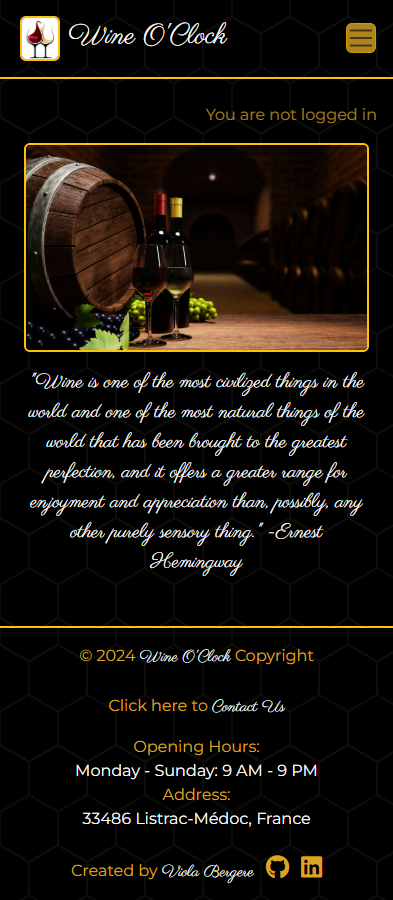 Wine O'Clock
You are not logged in
"Wine is one of the most civilized things in the
world and one of the most natural things of the
world that has been brought to the greatest
perfection, and it offers a greater range for
enjoyment and appreciation than, possibly, any
other purely sensory thing." -Ernest
Hemingway
© 2024 Wine O'Clock Copyright
Click here to Contact Us
Opening Hours:
Monday - Sunday: 9 AM - 9 PM
Address:
33486 Listrac-Médoc, France
Created by Viola Bergere